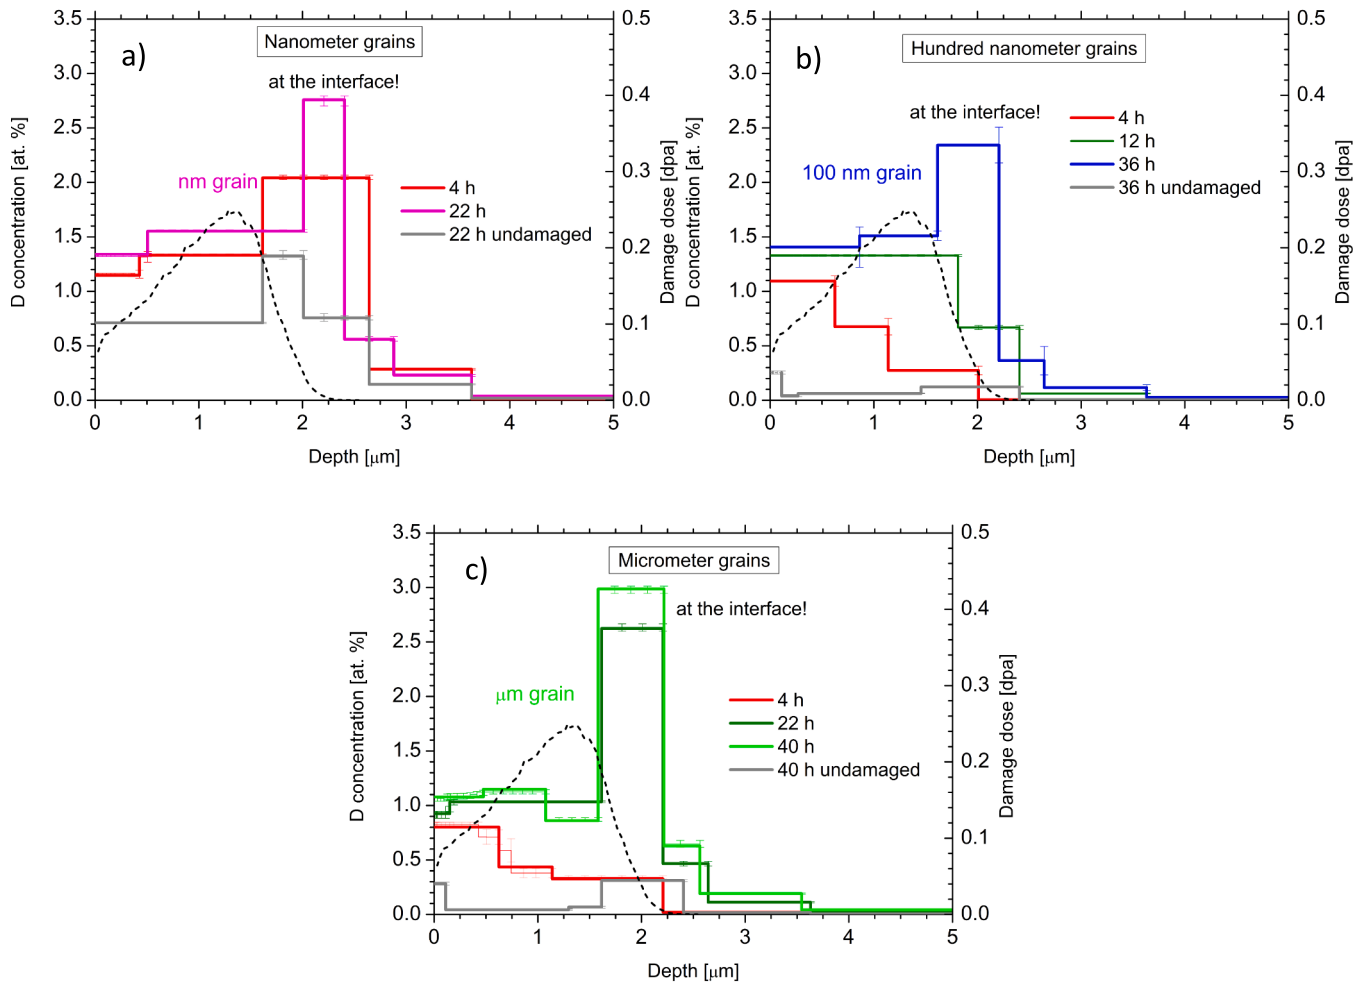 a)
Nanometer grains
at the interface!
nm grain
4 h
22 h
22 h undamaged
D concentration [at. %]
3.5
3.0
2.5
2.0
1.5
1.0
0.5
0.0
0
1
2
3
4
5
Depth [μm]
0.5
0.4
0.3
0.2
0.1
0.0
Damage dose [dpa]
b)
Hundred nanometer grains
at the interface!
100 nm grain
4 h
12 h
36 h
36 h undamaged
D concentration [at. %]
3.5
3.0
2.5
2.0
1.5
1.0
0.5
0.0
0
1
2
3
4
5
Depth [μm]
0.5
0.4
0.3
0.2
0.1
0.0
Damage dose [dpa]
c)
Micrometer grains
at the interface!
μm grain
4 h
22 h
40 h
40 h undamaged
D concentration [at. %]
3.5
3.0
2.5
2.0
1.5
1.0
0.5
0.0
0
1
2
3
4
5
Depth [μm]
0.5
0.4
0.3
0.2
0.1
0.0
Damage dose [dpa]